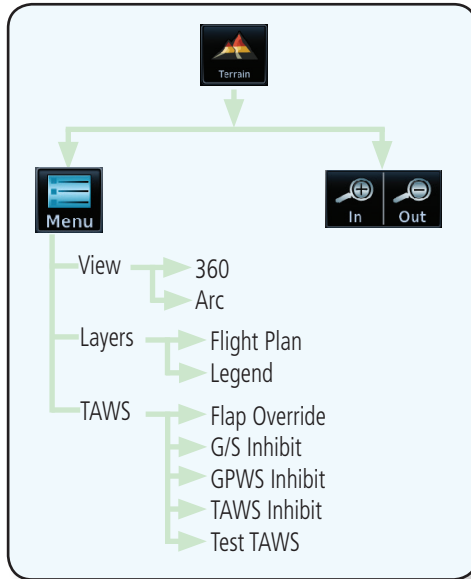 Terrain
Menu
In Out
View
360
Arc
Layers
Flight Plan
Legend
TAWS
Flap Override
G/S Inhibit
GPWS Inhibit
TAWS Inhibit
Test TAWS